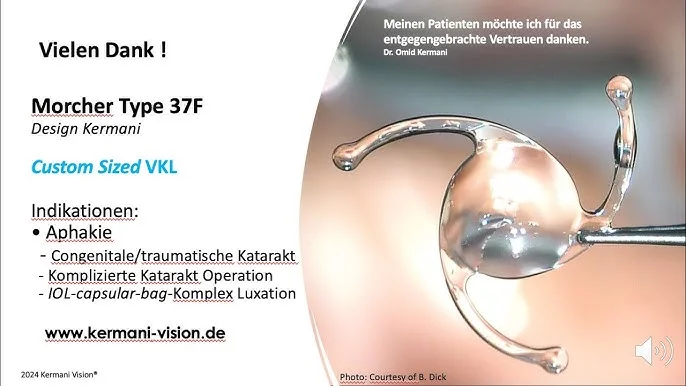 Vielen Dank !
Meinen Patienten möchte ich für das
entgegengebrachte Vertrauen danken.
Dr. Omid Kermani
Morcher Type 37F
Design Kermani
Custom Sized VKL
Indikationen:
• Aphakie
- Congenitale/traumatische Katarakt
- Komplizierte Katarakt Operation
- IOL-capsular-bag-Komplex Luxation
www.kermani-vision.de
2024 Kermani Vision®
Photo: Courtesy of B. Dick